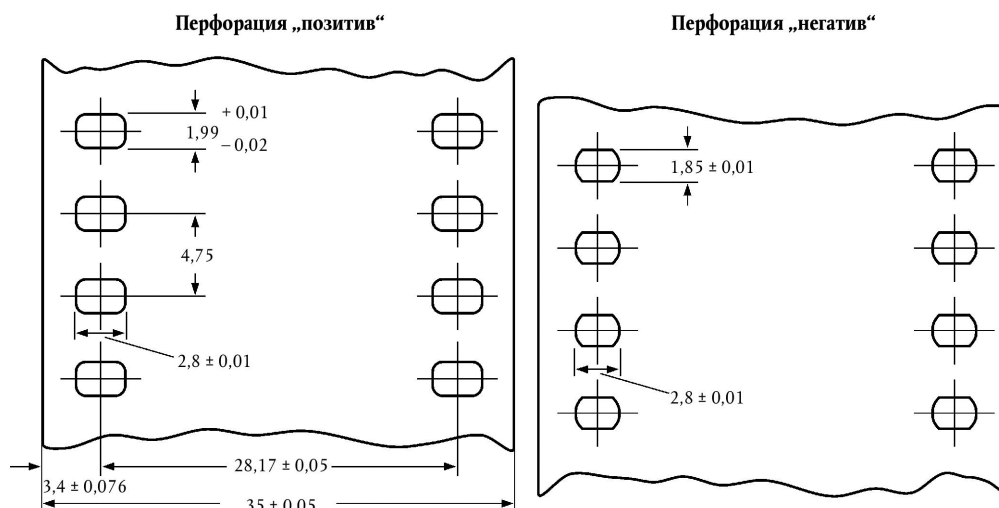 Перфорация „позитив“
Перфорация „негатив“
+ 0,01
1,99
– 0,02
4,75
2,8 ± 0,01
28,17 ± 0,05
3,4 ± 0,076
35 ± 0,05
1,85 ± 0,01
2,8 ± 0,01